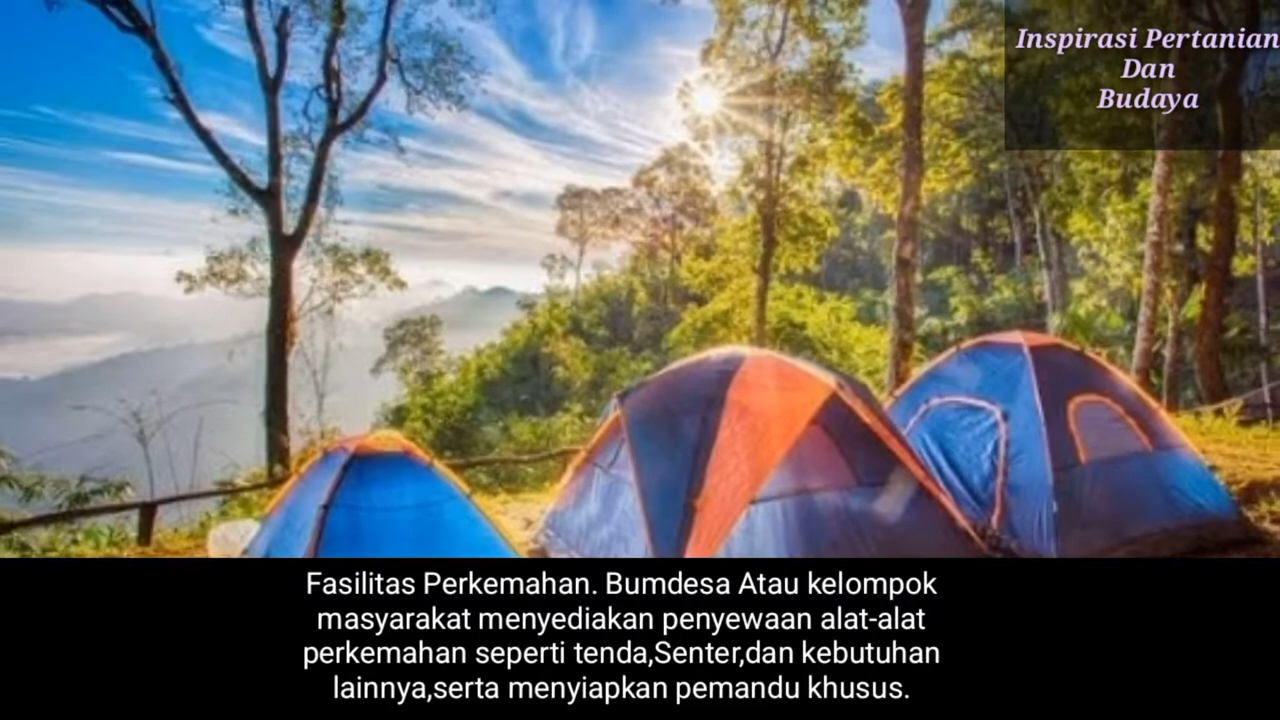 Inspirasi Pertanian
Dan
Budaya
Fasilitas Perkemahan. Bumdesa Atau kelompok
masyarakat menyediakan penyewaan alat-alat
perkemahan seperti tenda,Senter,dan kebutuhan
lainnya,serta menyiapkan pemandu khusus.